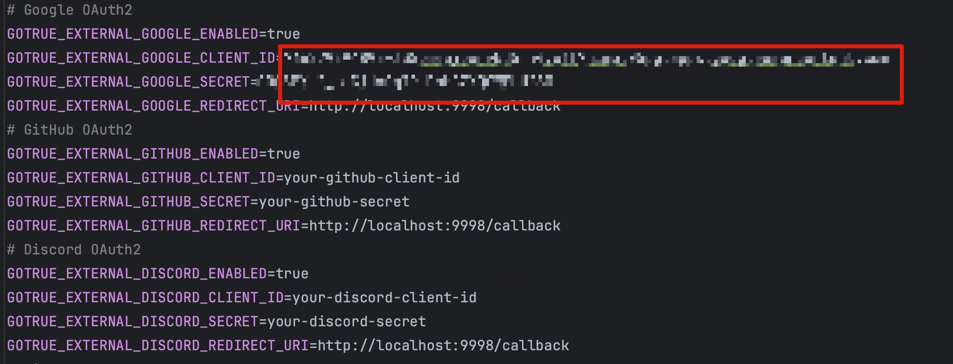 # Google OAuth2
GOTRUE_EXTERNAL_GOOGLE_ENABLED=true
GOTRUE_EXTERNAL_GOOGLE_CLIENT_ID=
GOTRUE_EXTERNAL_GOOGLE_SECRET=
GOTRUE_EXTERNAL_GOOGLE_REDIRECT_URI=http://localhost:9998/callback
# GitHub OAuth2
GOTRUE_EXTERNAL_GITHUB_ENABLED=true
GOTRUE_EXTERNAL_GITHUB_CLIENT_ID=your-github-client-id
GOTRUE_EXTERNAL_GITHUB_SECRET=your-github-secret
GOTRUE_EXTERNAL_GITHUB_REDIRECT_URI=http://localhost:9998/callback
# Discord OAuth2
GOTRUE_EXTERNAL_DISCORD_ENABLED=true
GOTRUE_EXTERNAL_DISCORD_CLIENT_ID=your-discord-client-id
GOTRUE_EXTERNAL_DISCORD_SECRET=your-discord-secret
GOTRUE_EXTERNAL_DISCORD_REDIRECT_URI=http://localhost:9998/callback